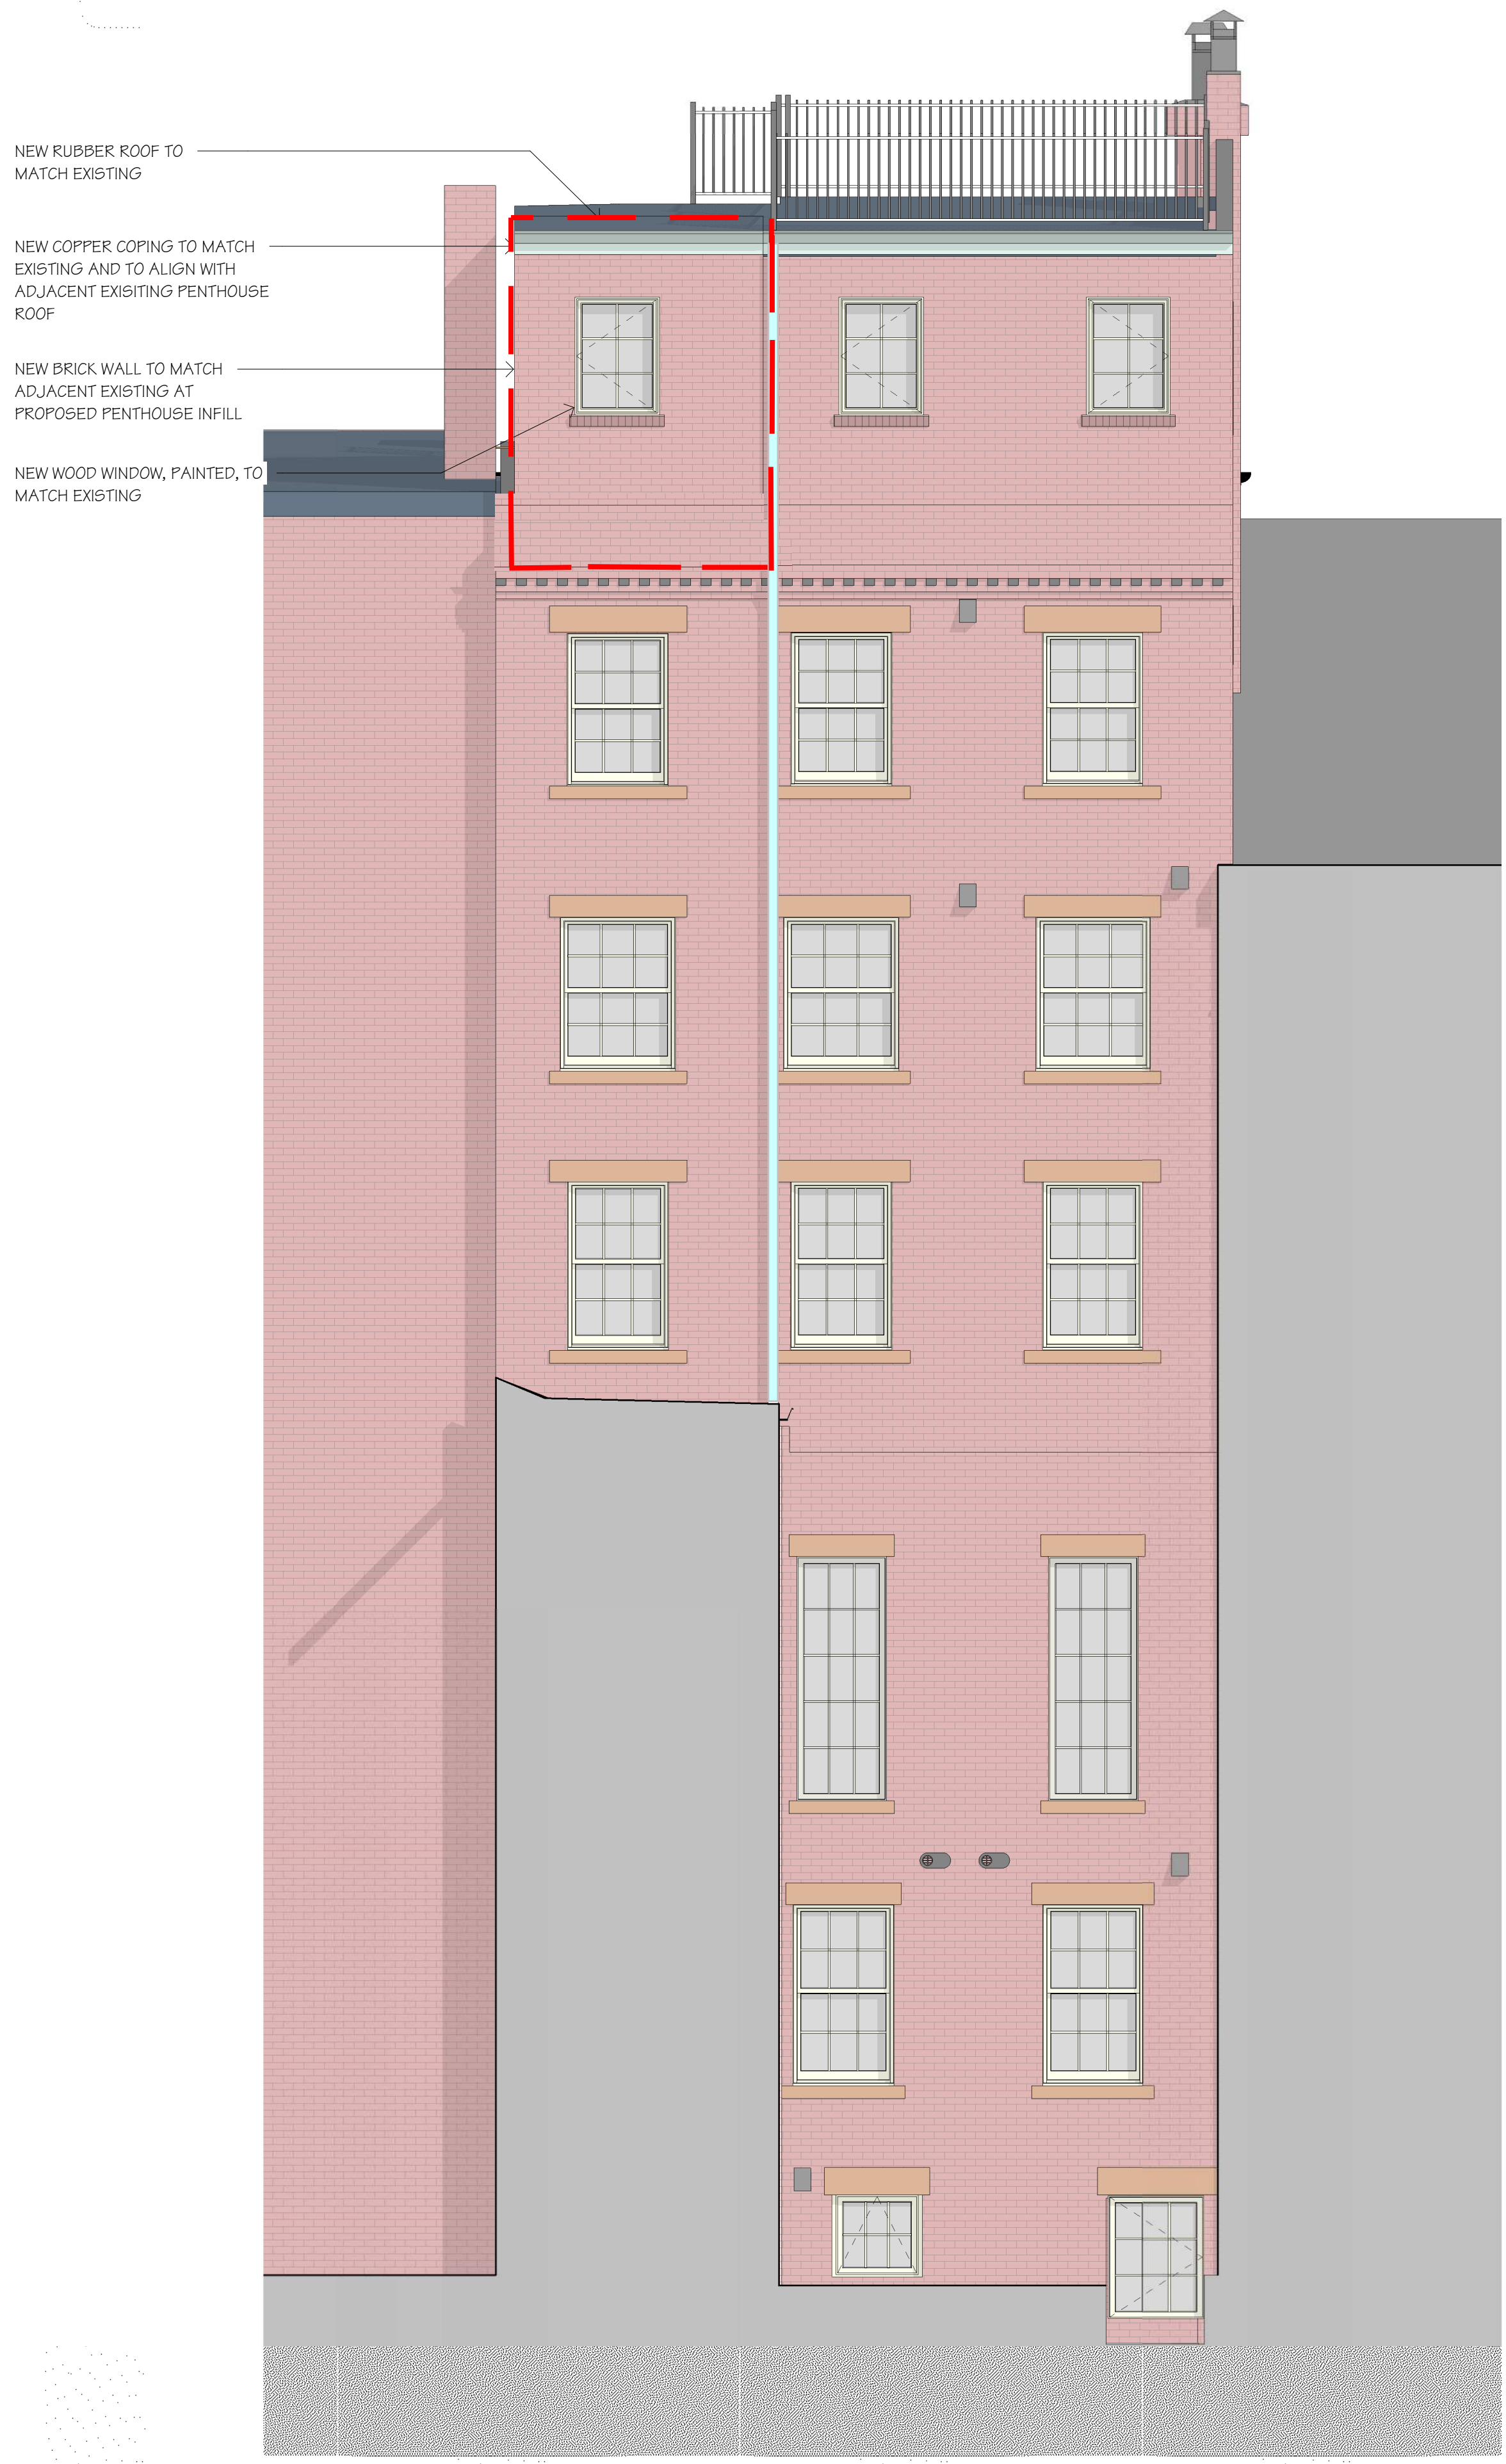 NEW RUBBER ROOF TO
MATCH EXISTING
NEW COPPER COPING TO MATCH
EXISTING AND TO ALIGN WITH
ADJACENT EXISITING PENTHOUSE
ROOF
NEW BRICK WALL TO MATCH
ADJACENT EXISTING AT
PROPOSED PENTHOUSE INFILL
NEW WOOD WINDOW, PAINTED, TO
MATCH EXISTING